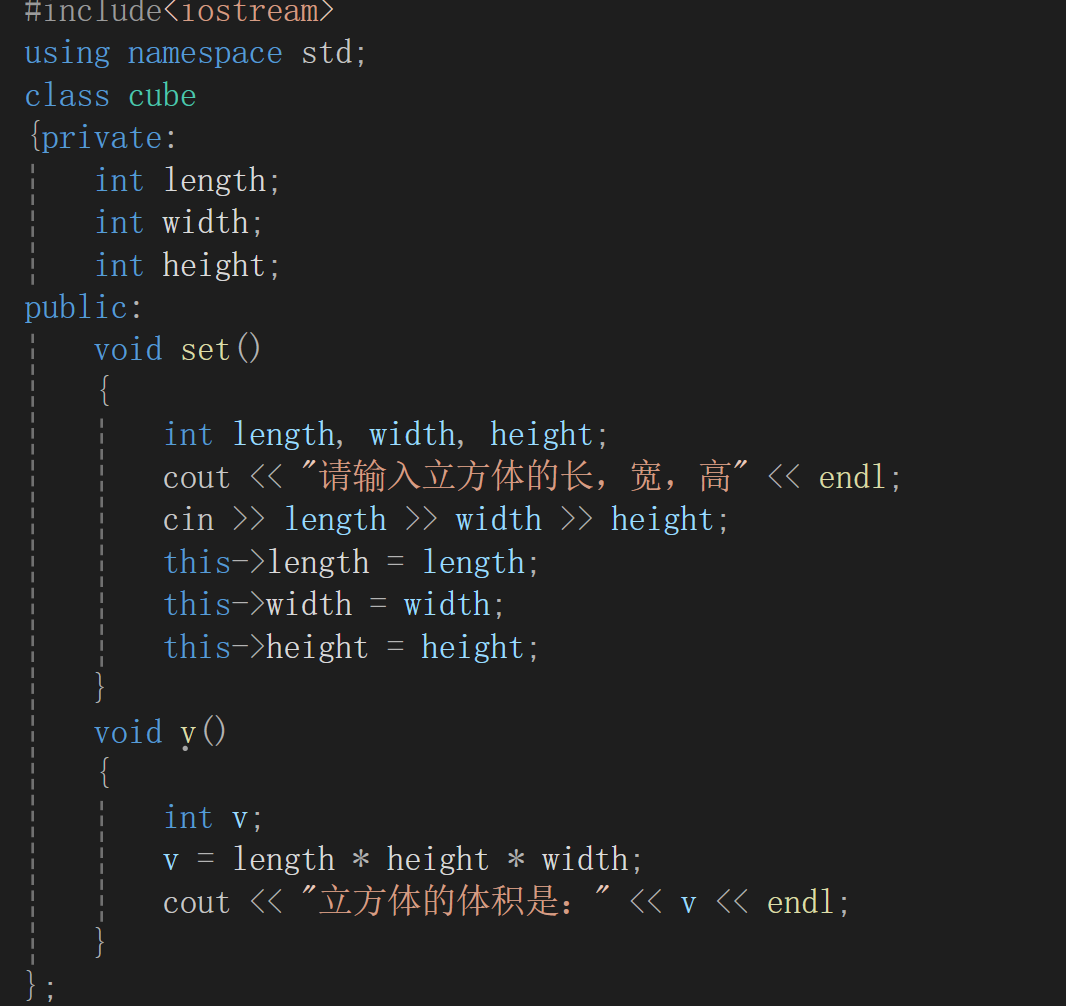 #include<iostream>
using namespace std;
class cube
{private:
    int length;
    int width;
    int height;
public:
    void set()
    {
        int length, width, height;
        cout << "请输入立方体的长，宽，高" << endl;
        cin >> length >> width >> height;
        this->length = length;
        this->width = width;
        this->height = height;
    }
    void y()
    {
        int v;
        v = length * height * width;
        cout << "立方体的体积是：" << v << endl;
    }
};